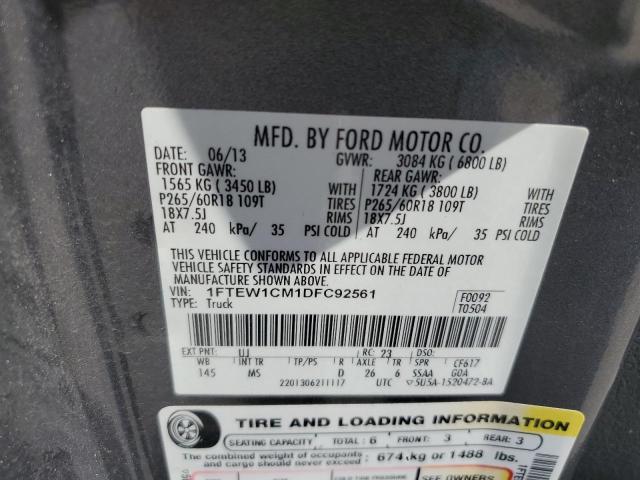 MFD. BY FORD MOTOR CO.
DATE: 06/13 GVWR: 3084 KG (6800 LB)
FRONT GAWR: REAR GAWR:
1565 KG (3450 LB) WITH 1724 KG (3800 LB) WITH
P265/60R18 109T TIRES P265/60R18 109T TIRES
18X7.5J RIMS 18X7.5J RIMS
AT 240 kPa/ 35 PSI COLD AT 240 kPa/ 35 PSI COLD
THIS VEHICLE CONFORMS TO ALL APPLICABLE FEDERAL MOTOR
VEHICLE SAFETY STANDARDS IN EFFECT ON THE DATE OF
MANUFACTURE SHOWN ABOVE.
VIN: 1FTEW1CM1DFC92561 F0092
TYPE: Truck T0504
EXT PNT: UJ RC: 23 DSO:
WB INT TR TP/PS R AXLE TR SPR CF617
145 MS D 26 6 SSAA G0A
2201306211117 UTC 5U5A-1520472-BA
TIRE AND LOADING INFORMATION
SEATING CAPACITY TOTAL: 6 FRONT: 3 REAR: 3
The combined weight of occupants and cargo should never exceed: 674 kg or 1488 lbs.
SEE OWNERS